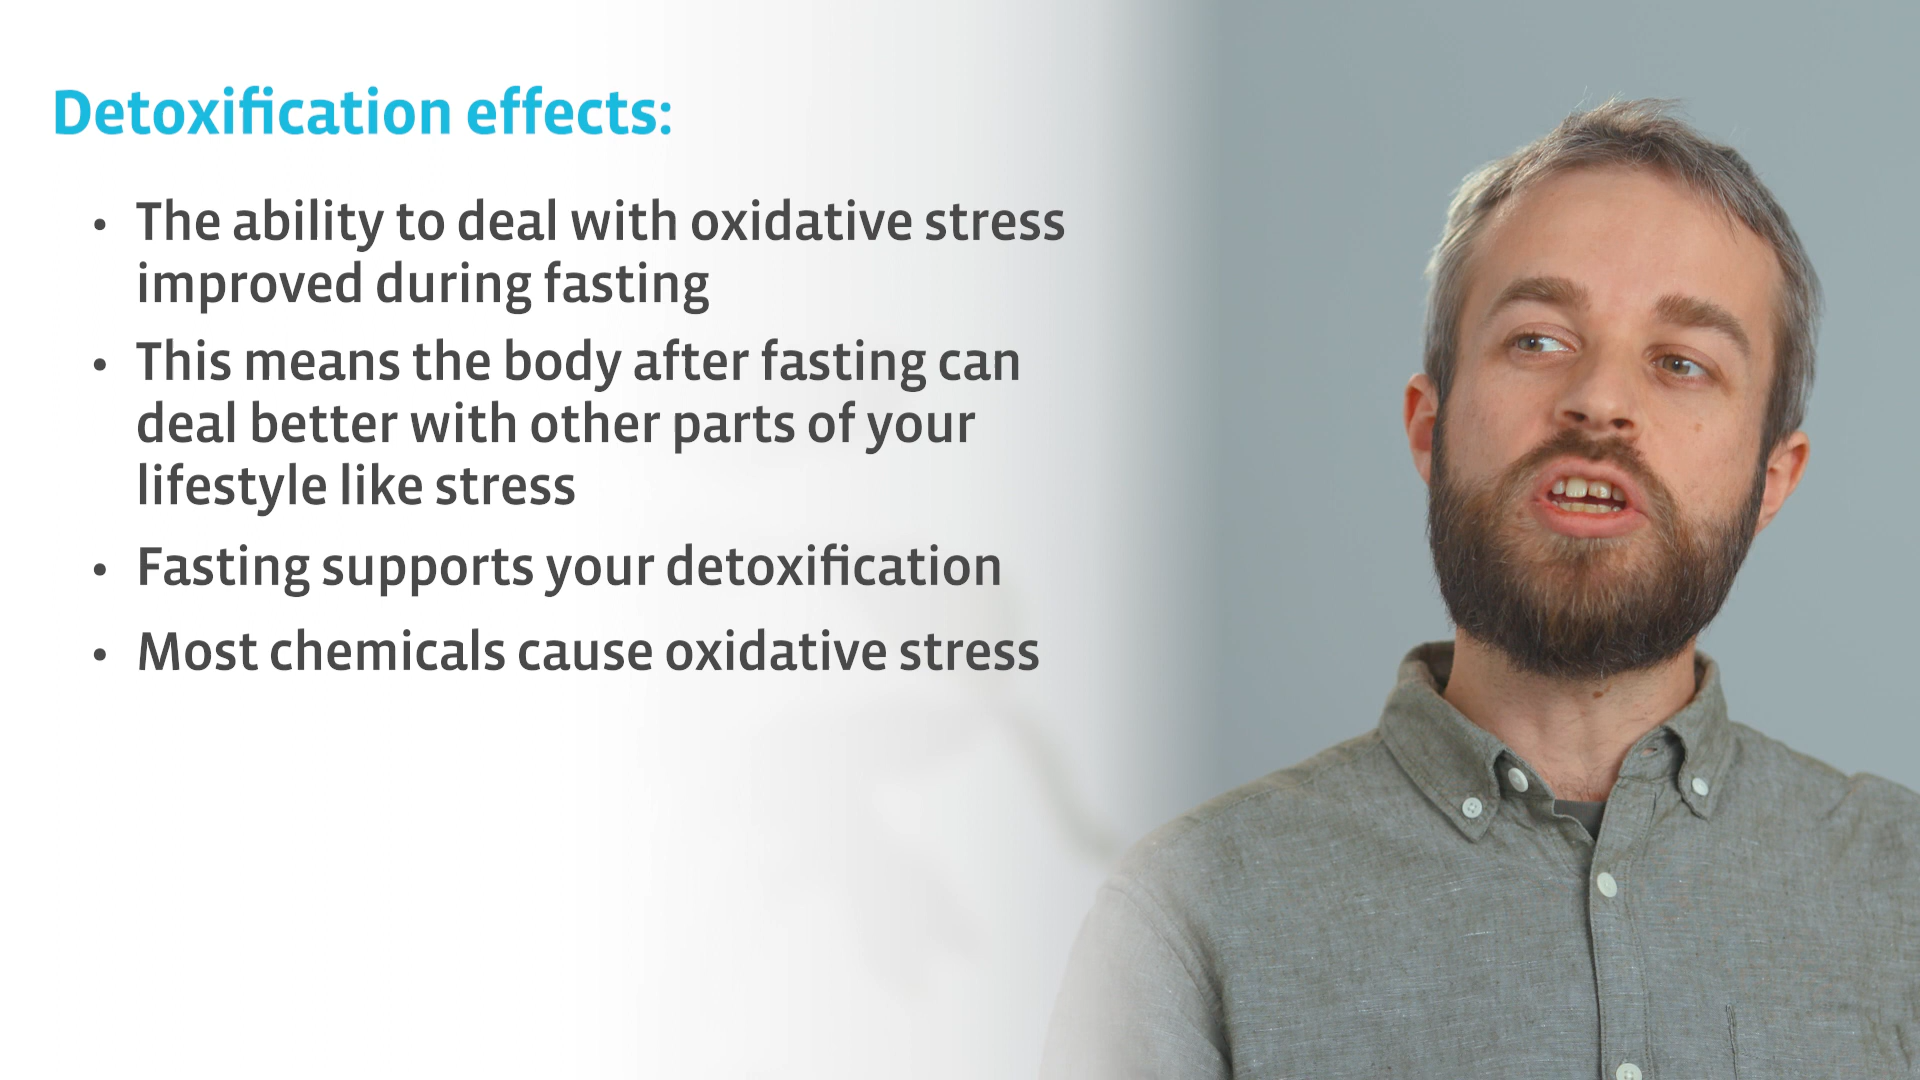 Detoxification effects:
• The ability to deal with oxidative stress
improved during fasting
• This means the body after fasting can
deal better with other parts of your
lifestyle like stress
• Fasting supports your detoxification
• Most chemicals cause oxidative stress